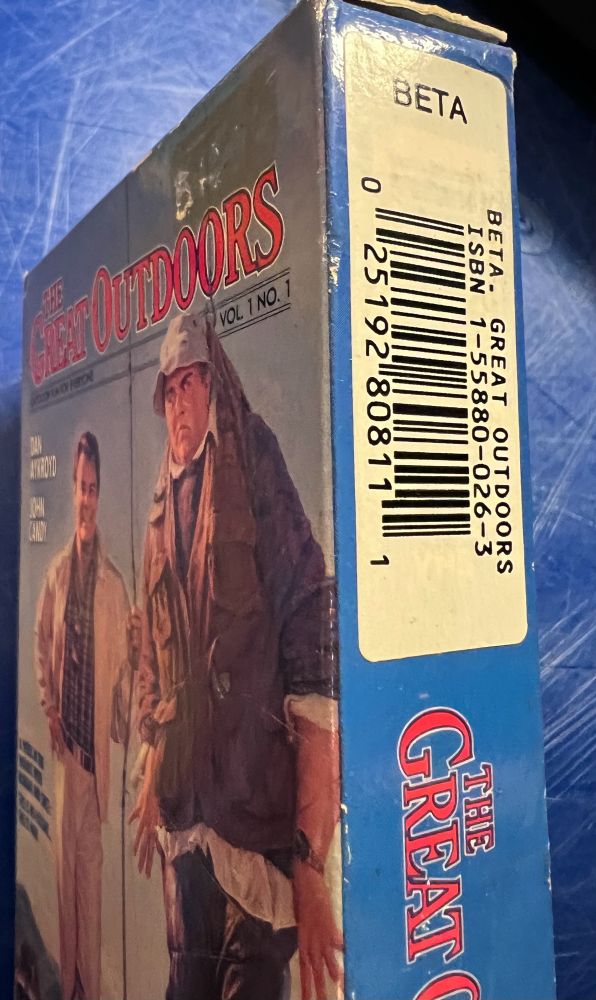 THE
GREAT OUTDOORS
VOL. 1 NO. 1
DAN
AYKROYD
JOHN
CANDY
BETA
BETA. GREAT OUTDOORS
ISBN 1-55880-026-3
0 25192 80811 1
THE
GREAT